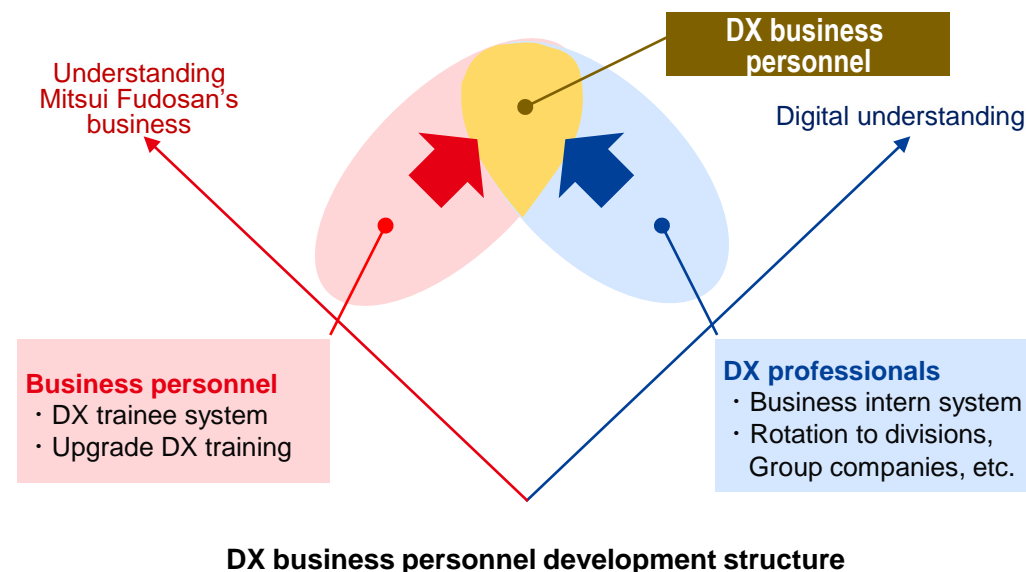 DX business
personnel
Understanding
Mitsui Fudosan's
business
Digital understanding
Business personnel
・DX trainee system
・Upgrade DX training
DX professionals
・Business intern system
・Rotation to divisions,
Group companies, etc.
DX business personnel development structure